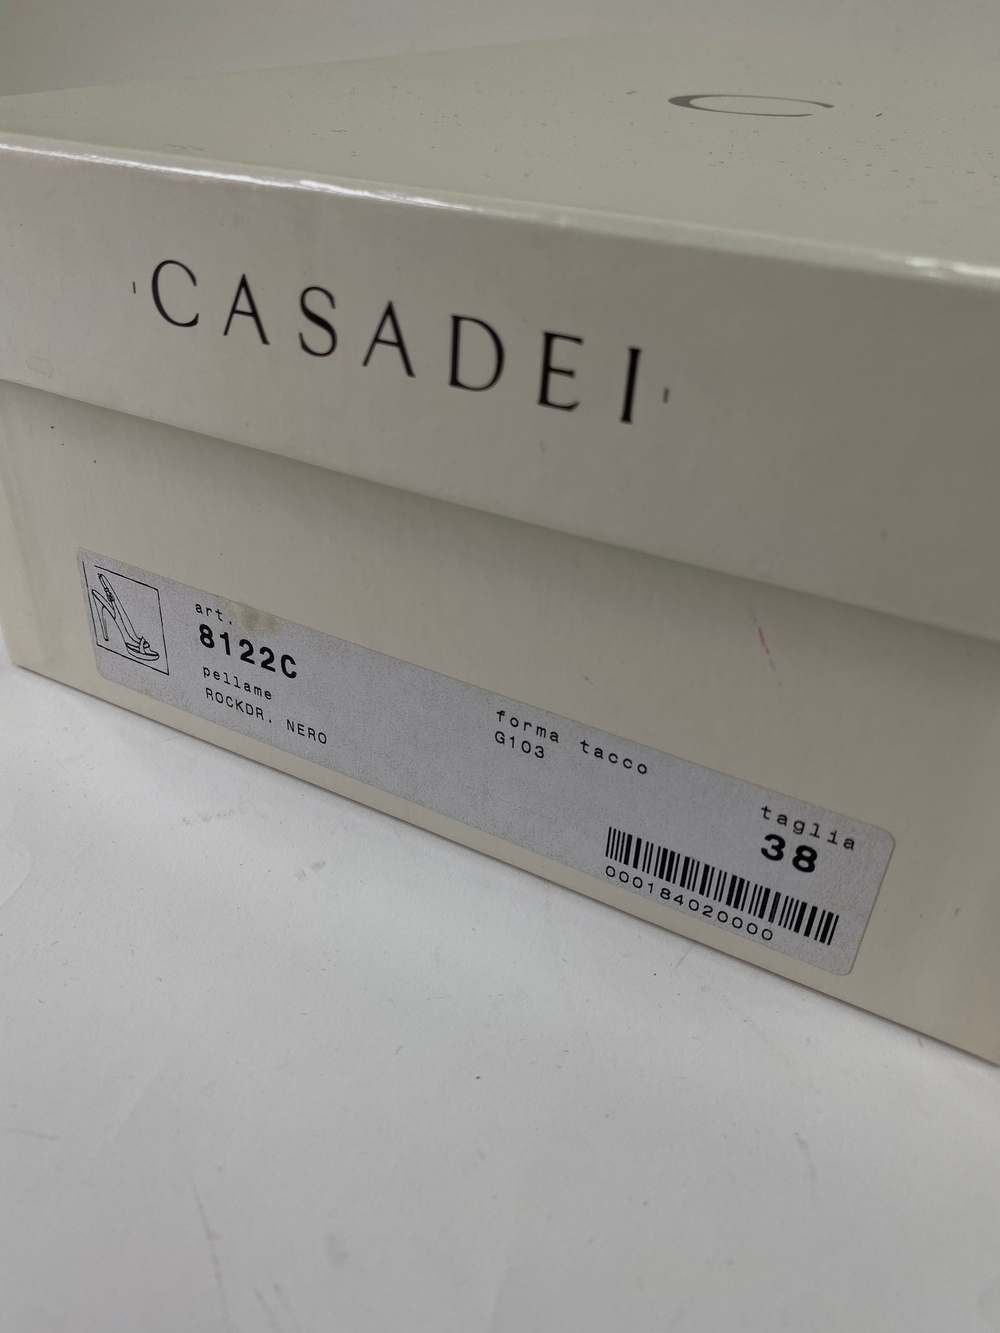 C
CASADEI
art.
8122C
pellame
ROCKDR. NERO
forma tacco
G103
taglia
38
000184020000